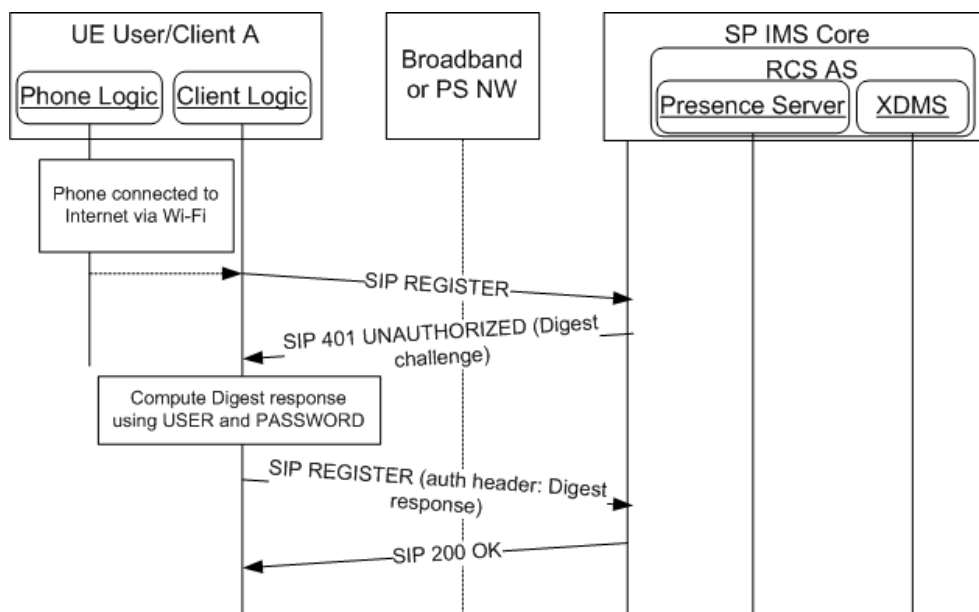 UE User/Client A
Phone Logic
Client Logic
Broadband
or PS NW
SP IMS Core
RCS AS
Presence Server
XDMS
Phone connected to
Internet via Wi-Fi
SIP REGISTER
SIP 401 UNAUTHORIZED (Digest
challenge)
Compute Digest response
using USER and PASSWORD
SIP REGISTER (auth header: Digest
response)
SIP 200 OK